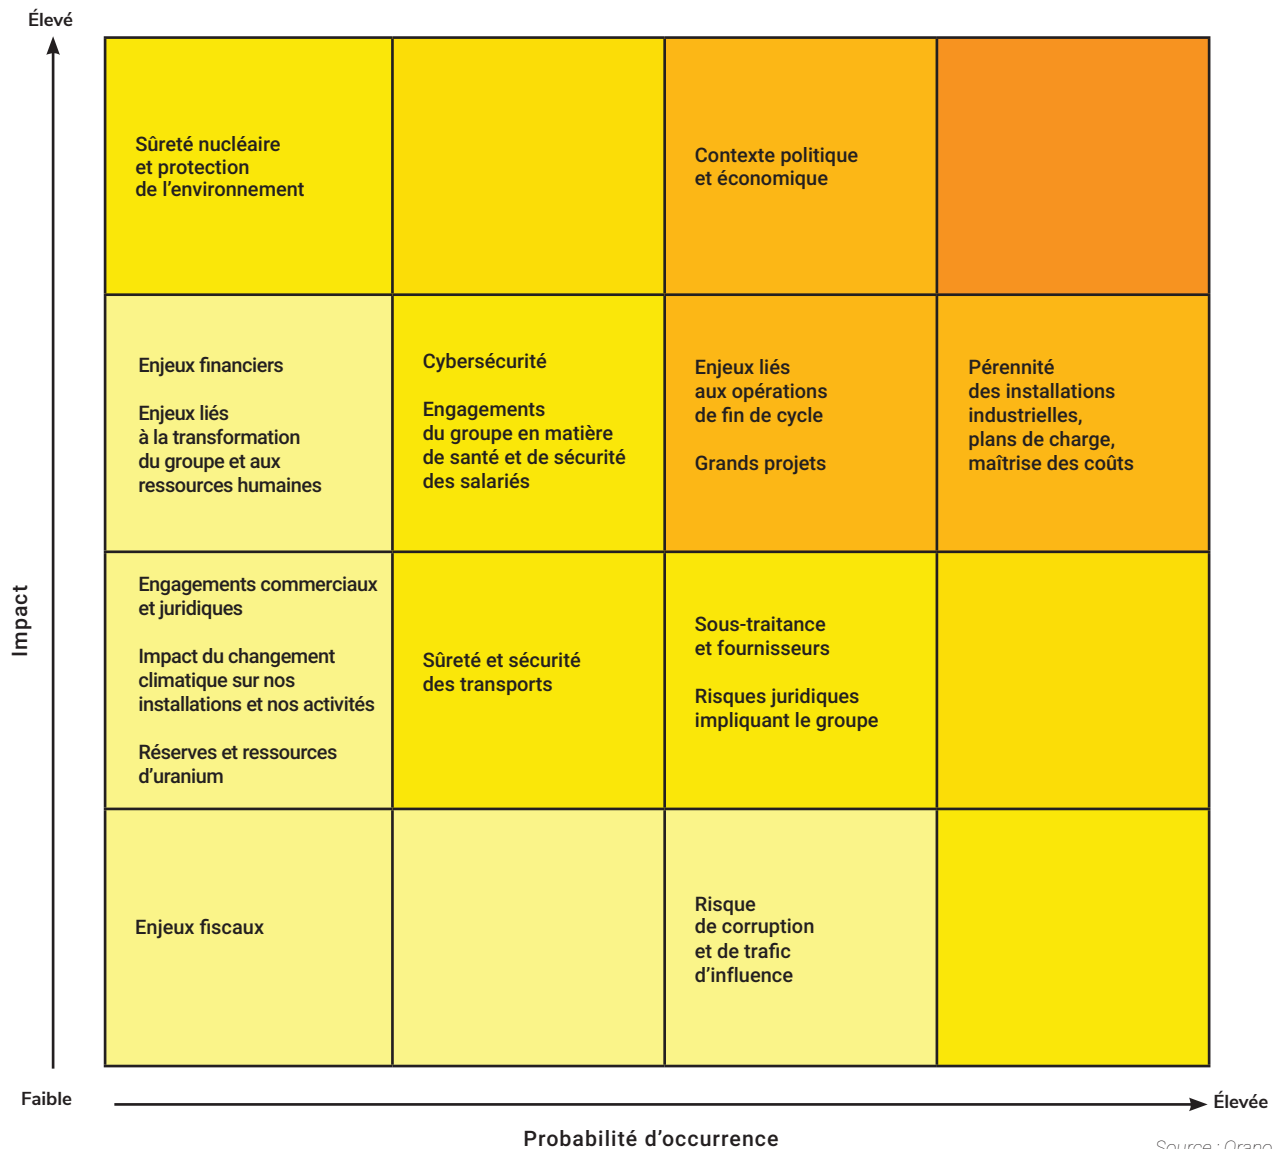 Élevé
Sûreté nucléaire
et protection
de l’environnement
Contexte politique
et économique
Enjeux financiers
Enjeux liés
à la transformation
du groupe et aux
ressources humaines
Cybersécurité
Engagements
du groupe en matière
de santé et de sécurité
des salariés
Enjeux liés
aux opérations
de fin de cycle
Grands projets
Pérennité
des installations
industrielles,
plans de charge,
maîtrise des coûts
Impact
Engagements commerciaux
et juridiques
Impact du changement
climatique sur nos
installations et nos activités
Réserves et ressources
d’uranium
Sûreté et sécurité
des transports
Sous-traitance
et fournisseurs
Risques juridiques
impliquant le groupe
Enjeux fiscaux
Risque
de corruption
et de trafic
d’influence
Faible
Élevée
Probabilité d’occurrence
Source : Orano